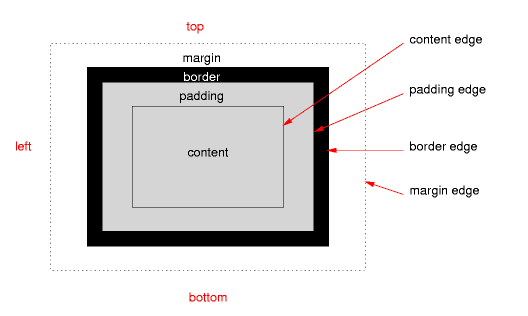 top
content edge
margin
border
padding edge
padding
left
content
border edge
margin edge
bottom